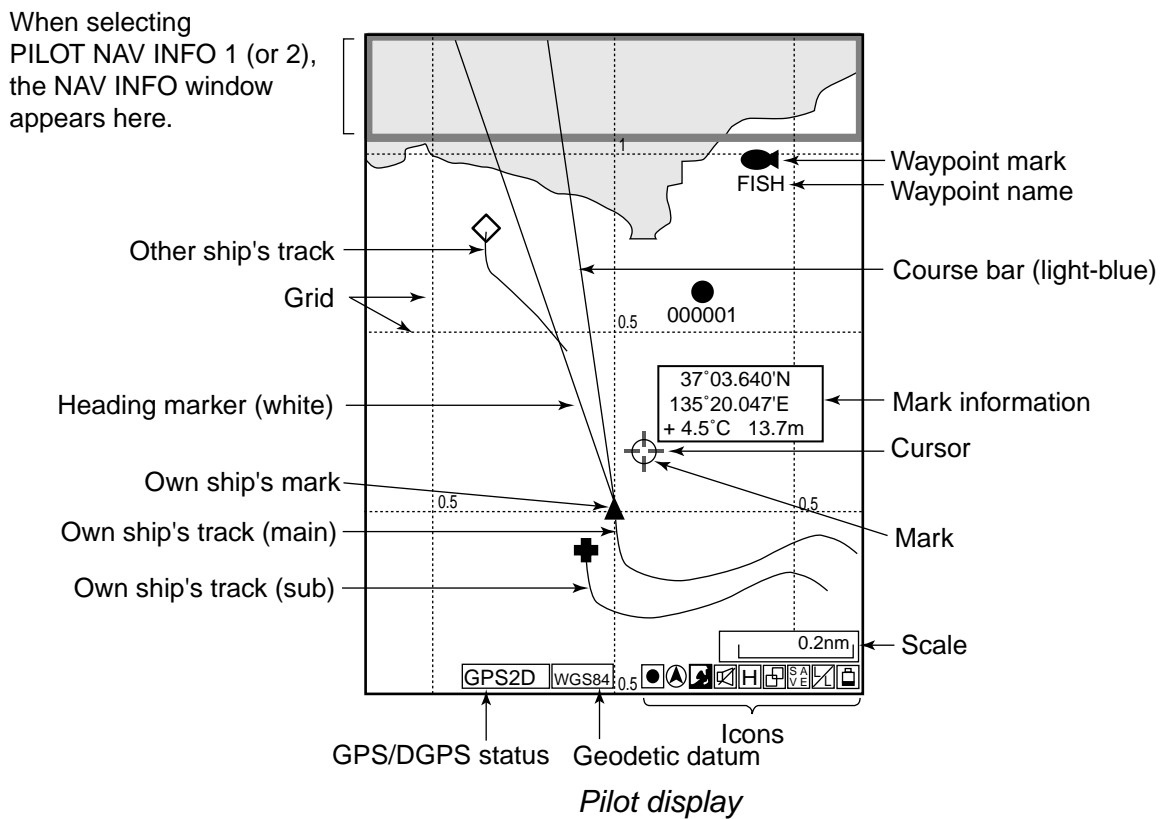 When selecting
PILOT NAV INFO 1 (or 2),
the NAV INFO window
appears here.
1
Waypoint mark
FISH
Waypoint name
Other ship's track
Course bar (light-blue)
Grid
000001
0.5
37°03.640'N
135°20.047'E
+ 4.5°C 13.7m
Heading marker (white)
Mark information
Cursor
Own ship's mark
0.5
0.5
Own ship's track (main)
Mark
Own ship's track (sub)
0.2nm
Scale
GPS2D
WGS84
0.5
H
SA
VE
L/L
Icons
GPS/DGPS status
Geodetic datum
Pilot display